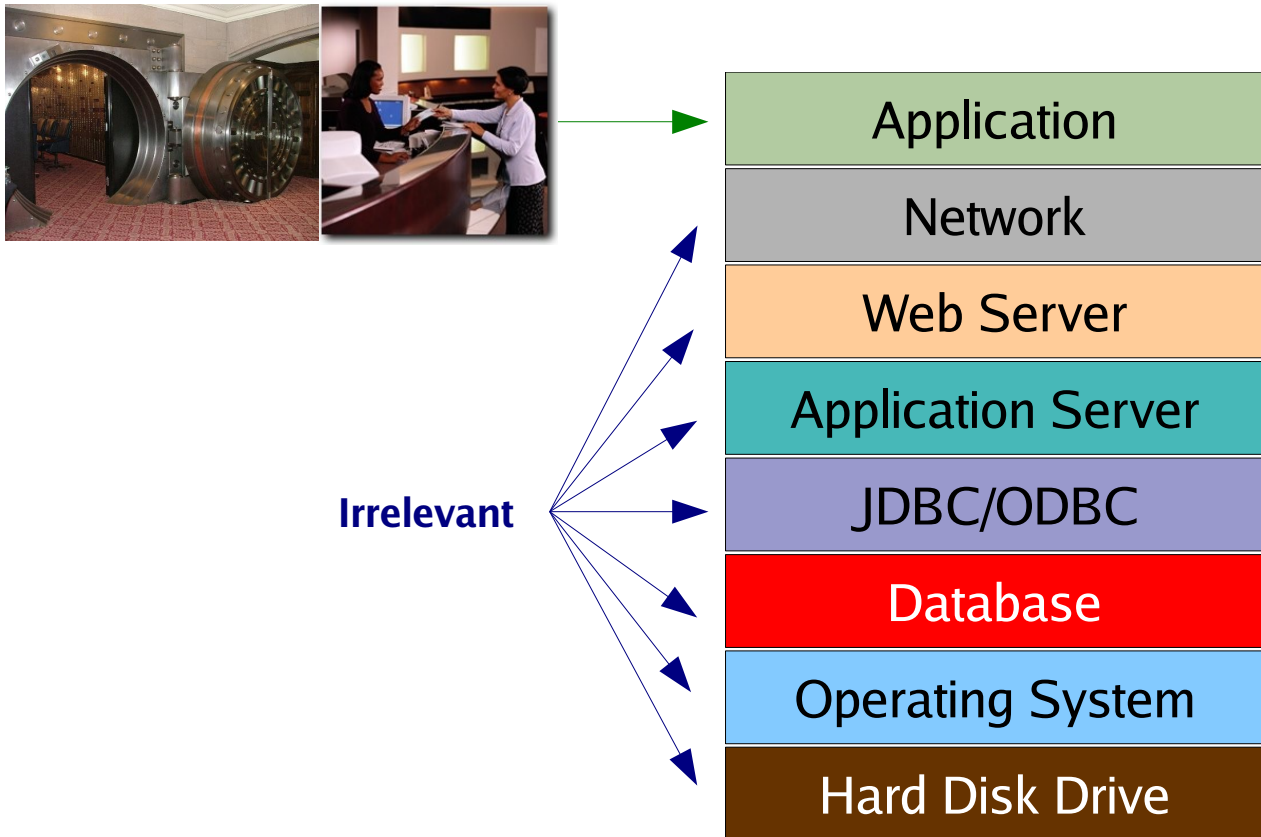 Application
Network
Web Server
Application Server
JDBC/ODBC
Irrelevant
Database
Operating System
Hard Disk Drive